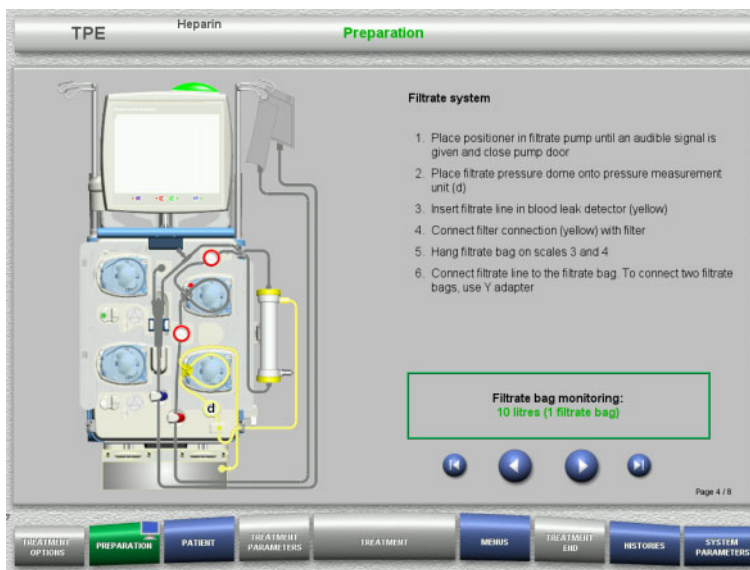 TPE
Heparin
Preparation
Filtrate system
1. Place positioner in filtrate pump until an audible signal is
given and close pump door
2. Place filtrate pressure dome onto pressure measurement
unit (d)
3. Insert filtrate line in blood leak detector (yellow)
4. Connect filter connection (yellow) with filter
5. Hang filtrate bag on scales 3 and 4
6. Connect filtrate line to the filtrate bag. To connect two filtrate
bags, use Y adapter
d
Filtrate bag monitoring:
10 litres (1 filtrate bag)
Page 4 / 8
TREATMENT
OPTIONS
PREPARATION
PATIENT
TREATMENT
PARAMETERS
TREATMENT
MENUS
TREATMENT
END
HISTORIES
SYSTEM
PARAMETERS